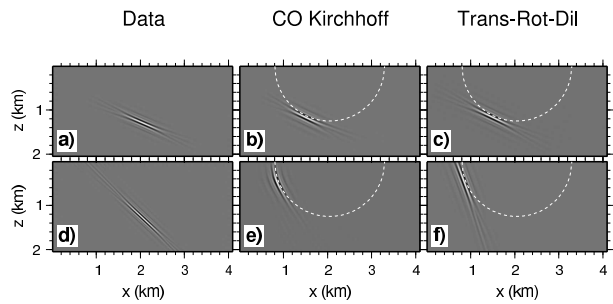 Data CO Kirchhoff Trans-Rot-Dil
z (km) 1 2 a) b) c)
z (km) 1 2 d) e) f)
1 2 3 4 1 2 3 4 1 2 3 4
x (km) x (km) x (km)